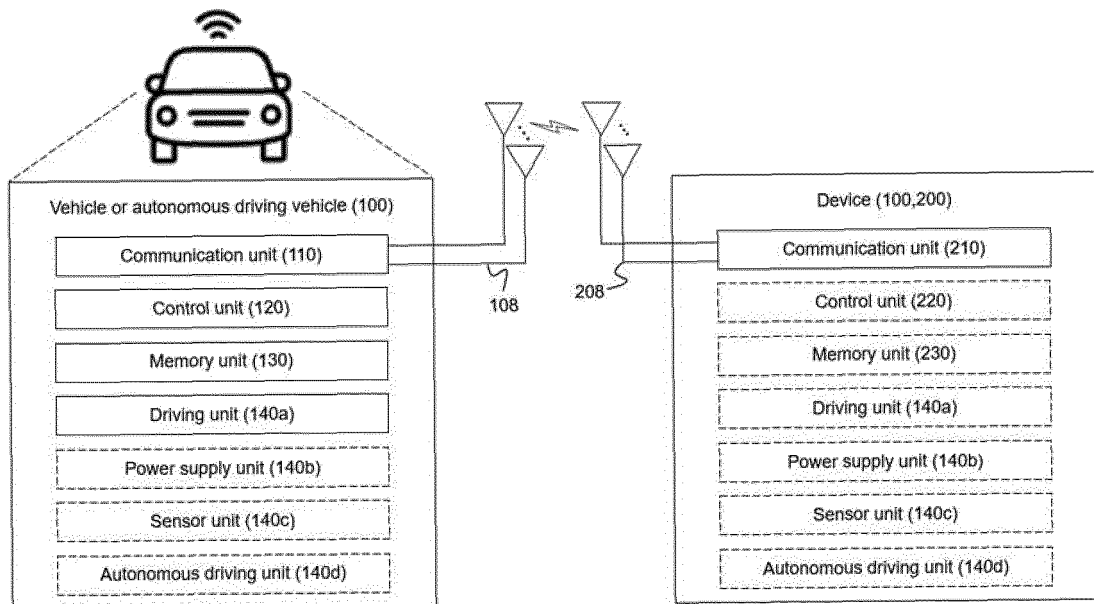 Vehicle or autonomous driving vehicle (100)
Communication unit (110)
Control unit (120)
Memory unit (130)
Driving unit (140a)
Power supply unit (140b)
Sensor unit (140c)
Autonomous driving unit (140d)
108
208
Device (100,200)
Communication unit (210)
Control unit (220)
Memory unit (230)
Driving unit (140a)
Power supply unit (140b)
Sensor unit (140c)
Autonomous driving unit (140d)